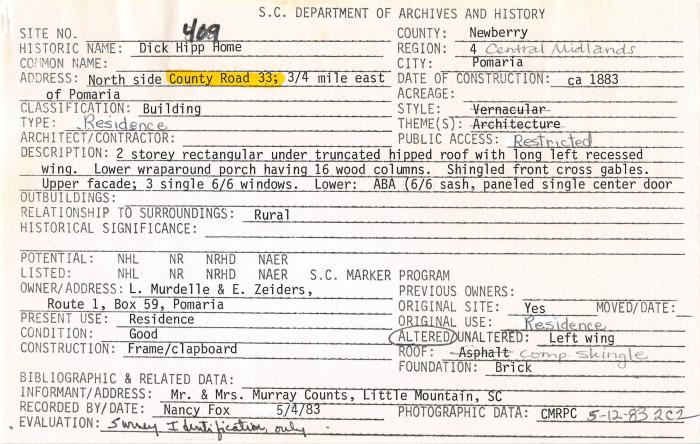 S.C. DEPARTMENT OF ARCHIVES AND HISTORY
SITE NO. 409 COUNTY: Newberry
HISTORIC NAME: Dick Hipp Home REGION: 4 Central Midlands
COMMON NAME: CITY: Pomaria
ADDRESS: North side County Road 33; 3/4 mile east DATE OF CONSTRUCTION: ca 1883
of Pomaria ACREAGE:
CLASSIFICATION: Building STYLE: Vernacular
TYPE: Residence THEME(S): Architecture
ARCHITECT/CONTRACTOR: PUBLIC ACCESS: Restricted
DESCRIPTION: 2 storey rectangular under truncated hipped roof with long left recessed
wing. Lower wraparound porch having 16 wood columns. Shingled front cross gables.
Upper facade; 3 single 6/6 windows. Lower: ABA (6/6 sash, paneled single center door
OUTBUILDINGS:
RELATIONSHIP TO SURROUNDINGS: Rural
HISTORICAL SIGNIFICANCE:
POTENTIAL: NHL NR NRHD NAER
LISTED: NHL NR NRHD NAER S.C. MARKER PROGRAM
OWNER/ADDRESS: L. Murdelle & E. Zeiders, PREVIOUS OWNERS:
Route 1, Box 59, Pomaria ORIGINAL SITE: Yes MOVED/DATE:
PRESENT USE: Residence ORIGINAL USE: Residence
CONDITION: Good ALTERED/UNALTERED: Left wing
CONSTRUCTION: Frame/clapboard ROOF: Asphalt comp. shingle
FOUNDATION: Brick
BIBLIOGRAPHIC & RELATED DATA:
INFORMANT/ADDRESS: Mr. & Mrs. Murray Counts, Little Mountain, SC
RECORDED BY/DATE: Nancy Fox 5/4/83 PHOTOGRAPHIC DATA: CMRPC 5-12-83 2C2
EVALUATION: Survey Identification only